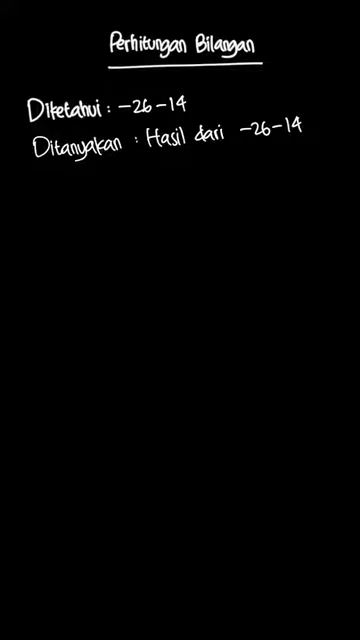 Perhitungan Bilangan
Diketahui : -26-14
Ditanyakan : Hasil dari -26-14